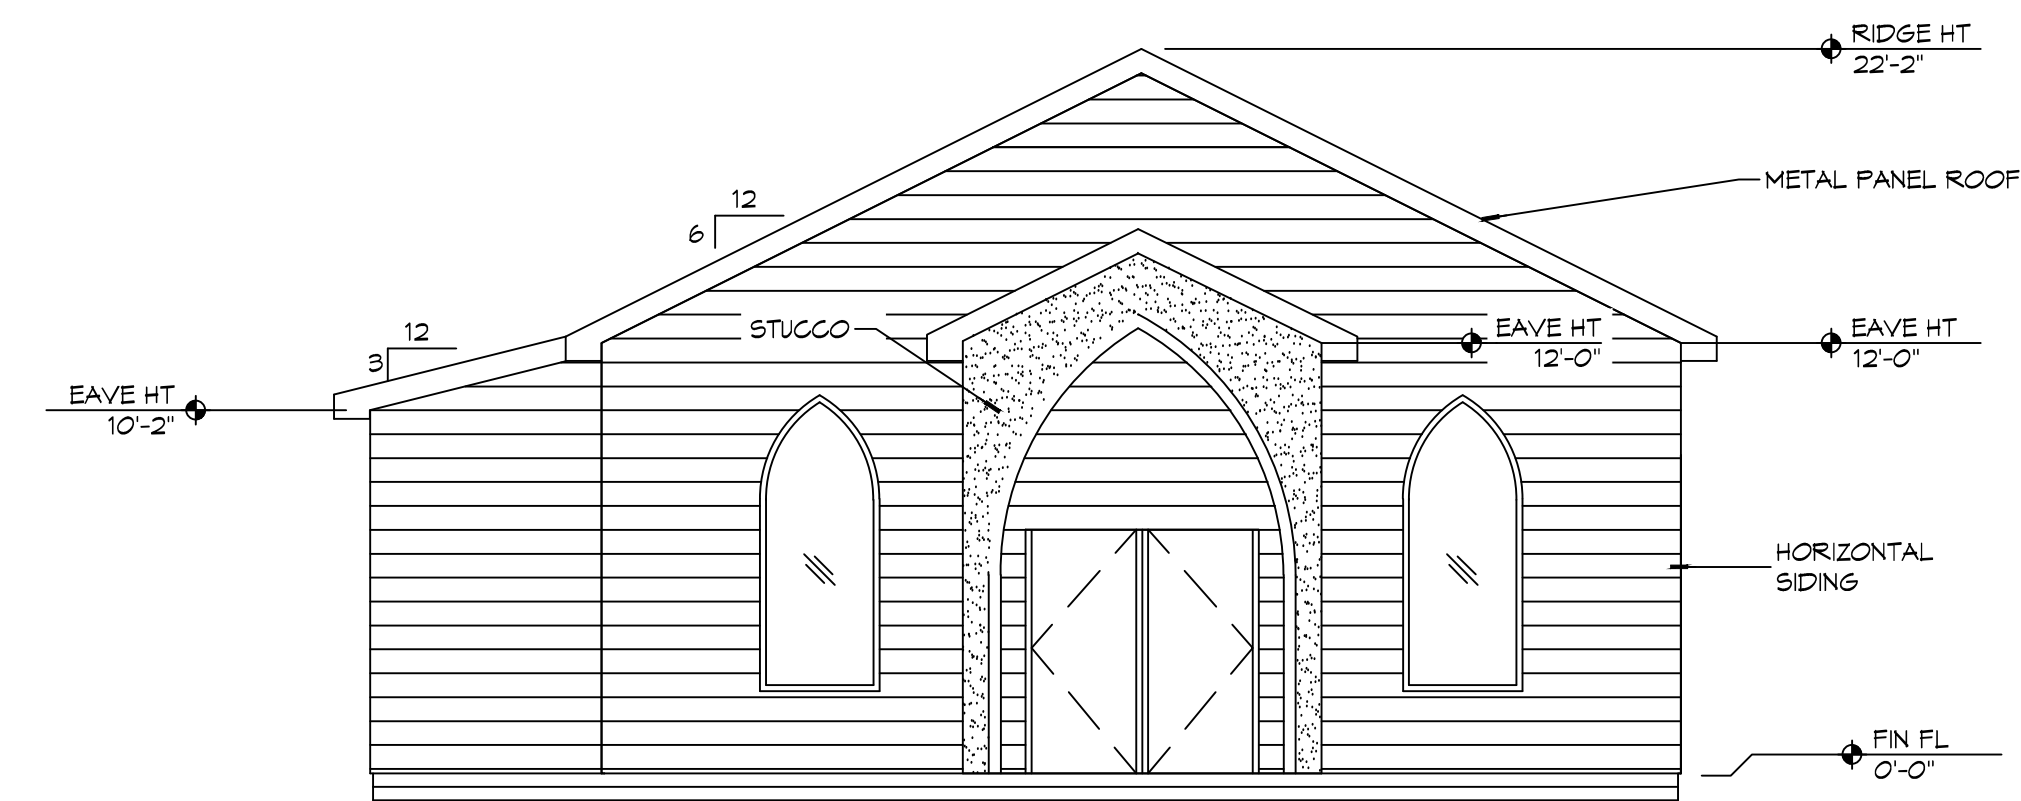 RIDGE HT
22'-2"
METAL PANEL ROOF
12
6
STUCCO
EAVE HT
12'-0"
EAVE HT
12'-0"
12
3
EAVE HT
10'-2"
HORIZONTAL
SIDING
FIN FL
0'-0"